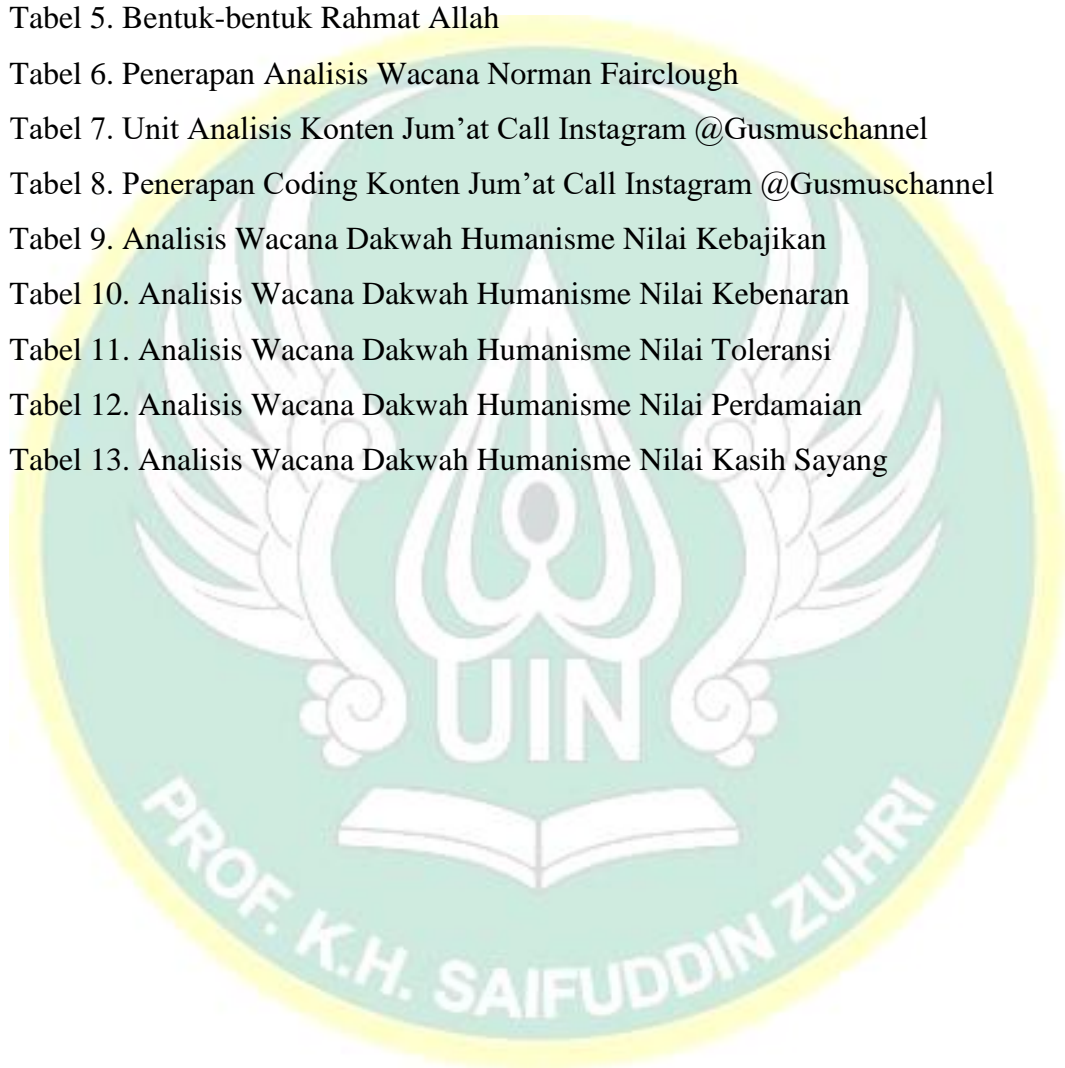 Tabel 5. Bentuk-bentuk Rahmat Allah
Tabel 6. Penerapan Analisis Wacana Norman Fairclough
Tabel 7. Unit Analisis Konten Jum’at Call Instagram @Gusmuschannel
Tabel 8. Penerapan Coding Konten Jum’at Call Instagram @Gusmuschannel
Tabel 9. Analisis Wacana Dakwah Humanisme Nilai Kebajikan
Tabel 10. Analisis Wacana Dakwah Humanisme Nilai Kebenaran
Tabel 11. Analisis Wacana Dakwah Humanisme Nilai Toleransi
Tabel 12. Analisis Wacana Dakwah Humanisme Nilai Perdamaian
Tabel 13. Analisis Wacana Dakwah Humanisme Nilai Kasih Sayang
UIN
PROF. K.H. SAIFUDDIN ZUHRI